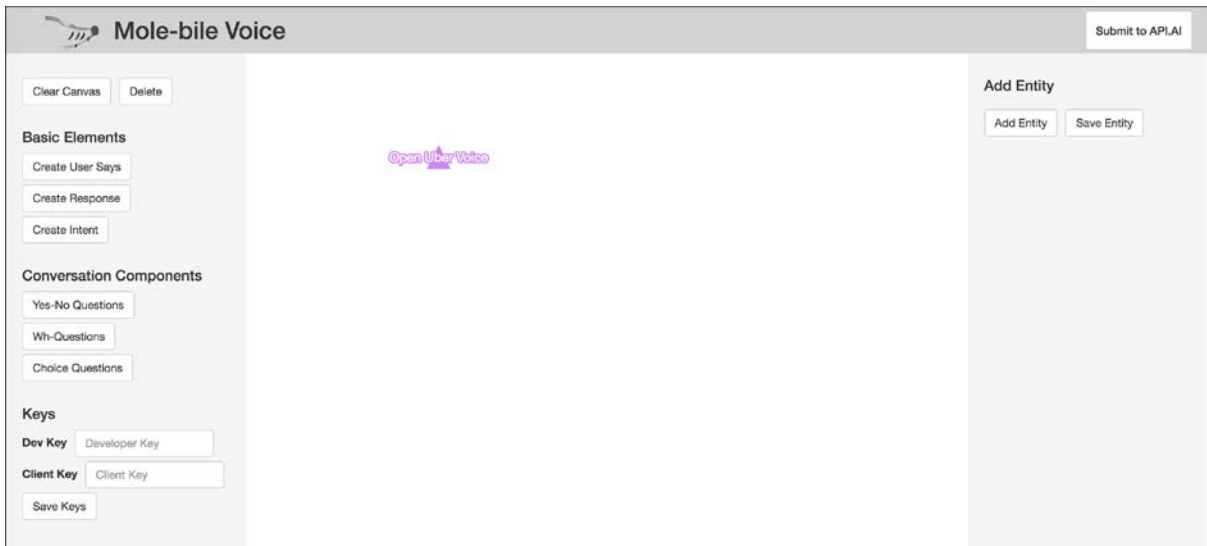 Mole-bile Voice
Submit to API.AI
Clear Canvas Delete
Basic Elements
Create User Says
Create Response
Create Intent
Conversation Components
Yes-No Questions
Wh-Questions
Choice Questions
Keys
Dev Key Developer Key
Client Key Client Key
Save Keys
Open Uber Voice
Add Entity
Add Entity Save Entity